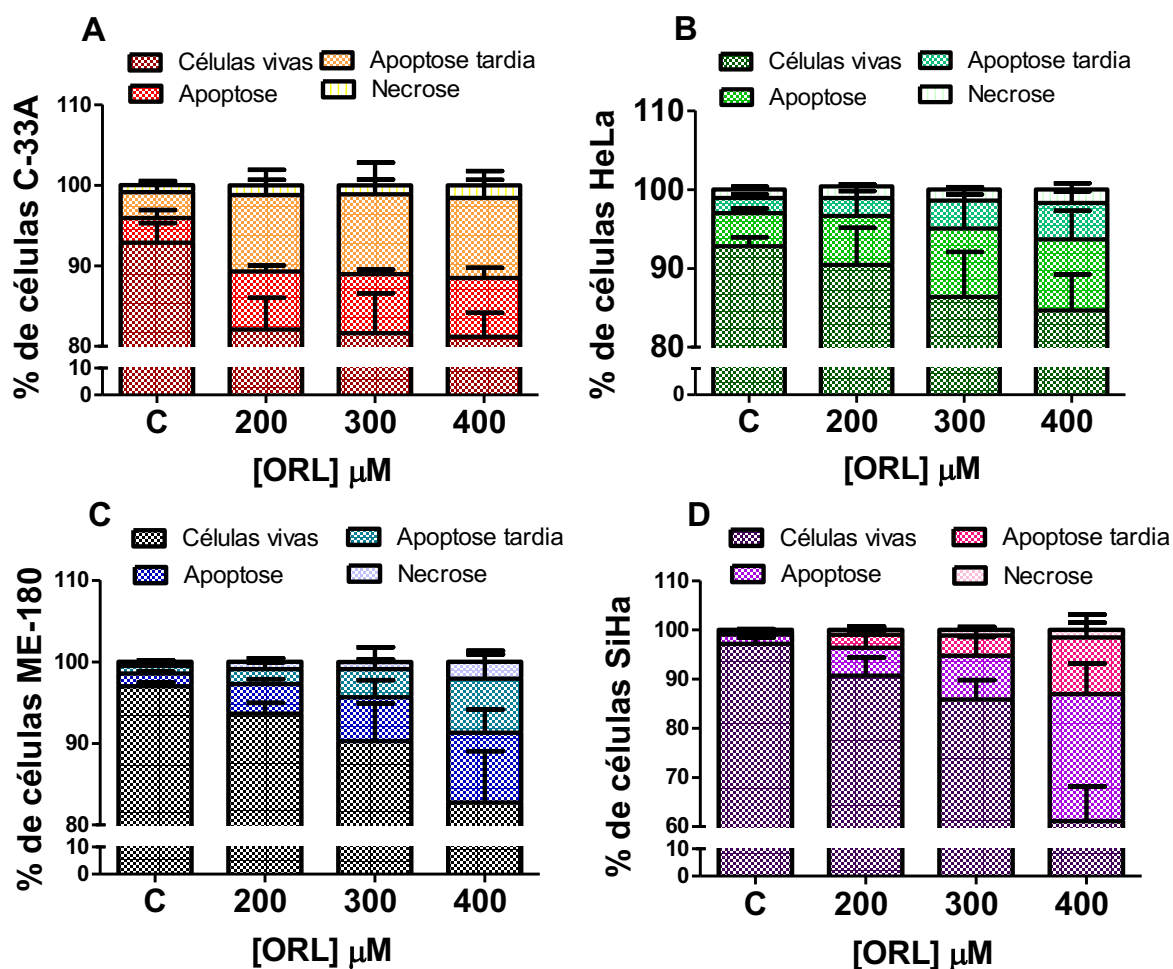 A
Células vivas
Apoptose tardia
Apoptose
Necrose
% de células C-33A
110
100
90
80
10
0
C 200 300 400
[ORL] μM
B
Células vivas
Apoptose tardia
Apoptose
Necrose
% de células HeLa
110
100
90
80
10
0
C 200 300 400
[ORL] μM
C
Células vivas
Apoptose tardia
Apoptose
Necrose
% de células ME-180
110
100
90
80
10
0
C 200 300 400
[ORL] μM
D
Células vivas
Apoptose tardia
Apoptose
Necrose
% de células SiHa
110
100
90
80
70
60
10
0
C 200 300 400
[ORL] μM